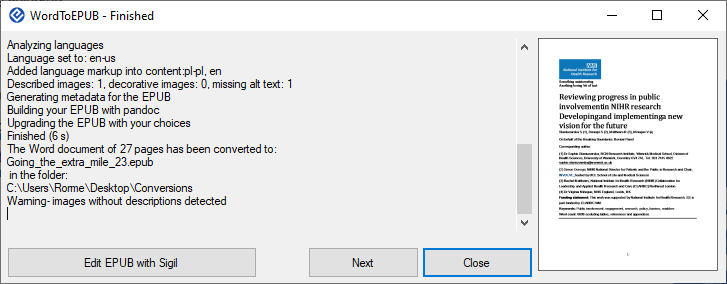 WordToEPUB - Finished
Analyzing languages
Language set to: en-us
Added language markup into content:pl-pl, en
Described images: 1, decorative images: 0, missing alt text: 1
Generating metadata for the EPUB
Building your EPUB with pandoc
Upgrading the EPUB with your choices
Finished (6 s)
The Word document of 27 pages has been converted to:
Going_the_extra_mile_23.epub
in the folder:
C:\Users\Rorme\Desktop\Conversions
Warning- images without descriptions detected
Edit EPUB with Sigil
Next
Close
NHS
National Institute for
Health Research
Reviewing progress in public
involvementin NIHR research
Developingand implementinga new
vision for the future
Corresponding author: